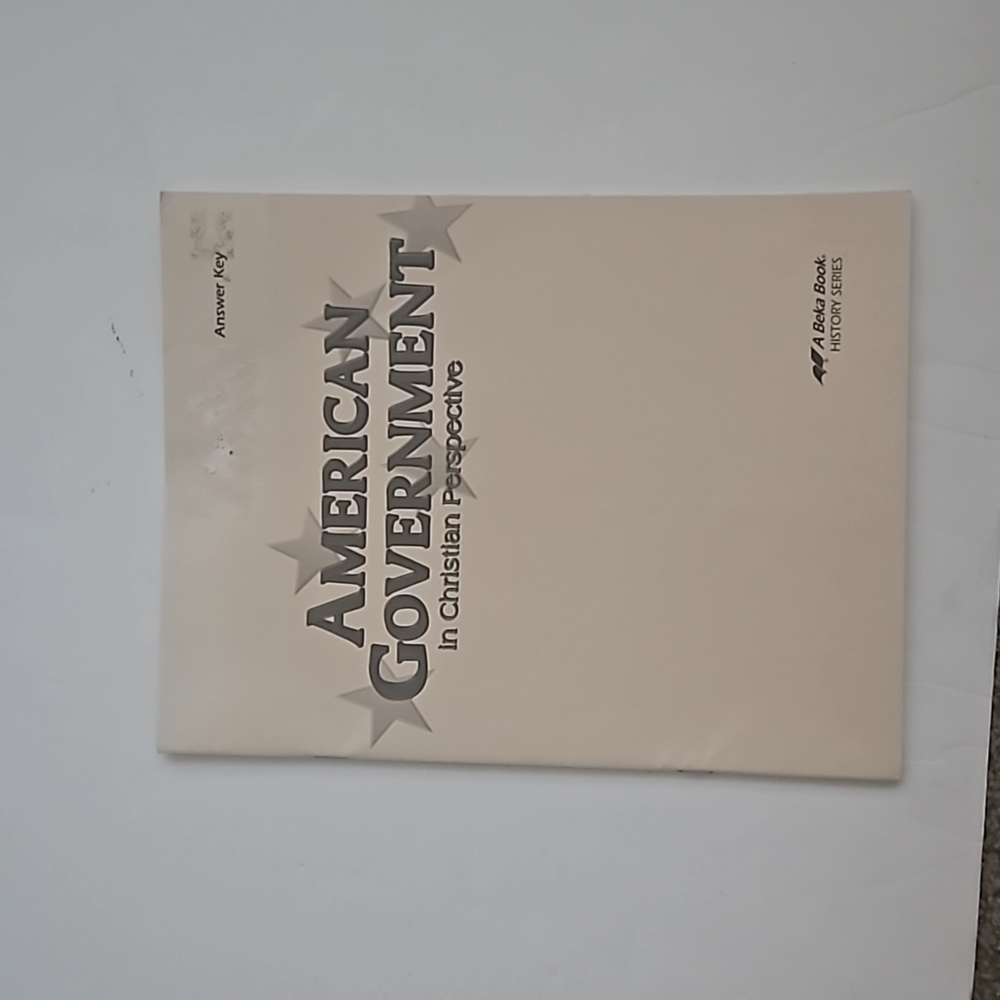 Answer Key
AMERICAN
GOVERNMENT
in Christian Perspective
A Beka Book®
HISTORY SERIES